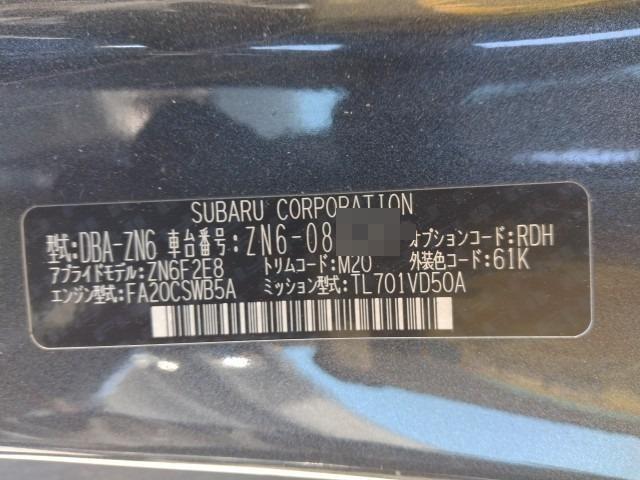 SUBARU CORPORATION
型式:DBA-ZN6 車台番号:ZN6-08 オプションコード:RDH
アプライドモデル:ZN6F2E8 トリムコード:M20 外装色コード:61K
エンジン型式:FA20CSWB5A ミッション型式:TL701VD50A